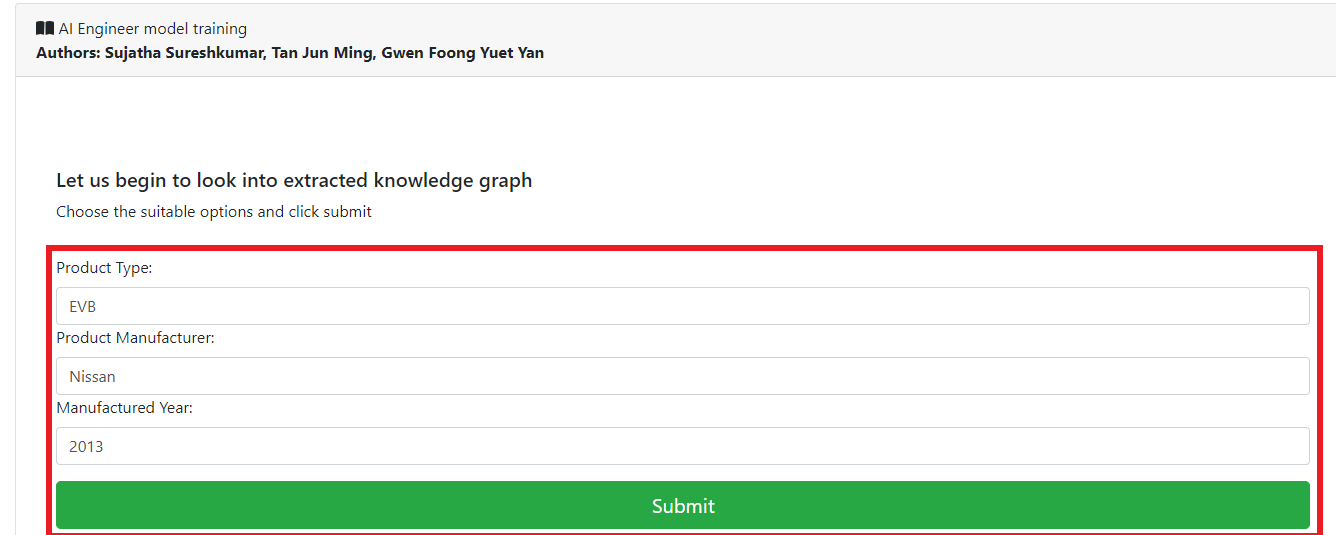 AI Engineer model training
Authors: Sujatha Sureshkumar, Tan Jun Ming, Gwen Foong Yuet Yan
Let us begin to look into extracted knowledge graph
Choose the suitable options and click submit
Product Type:
EVB
Product Manufacturer:
Nissan
Manufactured Year:
2013
Submit